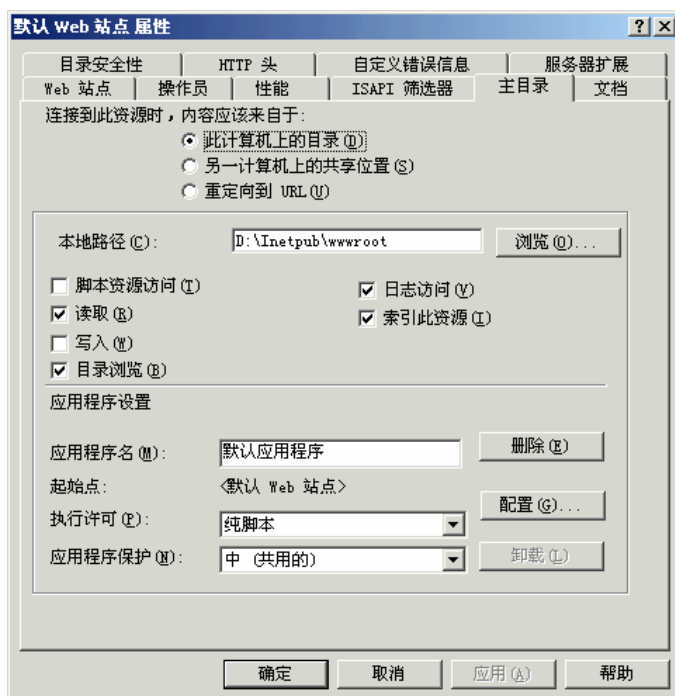 默认 Web 站点 属性
目录安全性 HTTP 头 自定义错误信息 服务器扩展
Web 站点 操作员 性能 ISAPI 筛选器 主目录 文档
连接到此资源时，内容应该来自于:
此计算机上的目录(D)
另一计算机上的共享位置(S)
重定向到 URL(U)
本地路径(C): D:\Inetpub\wwwroot 浏览(O)...
脚本资源访问(T) 日志访问(V)
读取(R) 索引此资源(I)
写入(W)
目录浏览(B)
应用程序设置
应用程序名(M): 默认应用程序 删除(E)
起始点: <默认 Web 站点>
配置(G)...
执行许可(P): 纯脚本
应用程序保护(N): 中 (共用的) 卸载(L)
确定 取消 应用(A) 帮助